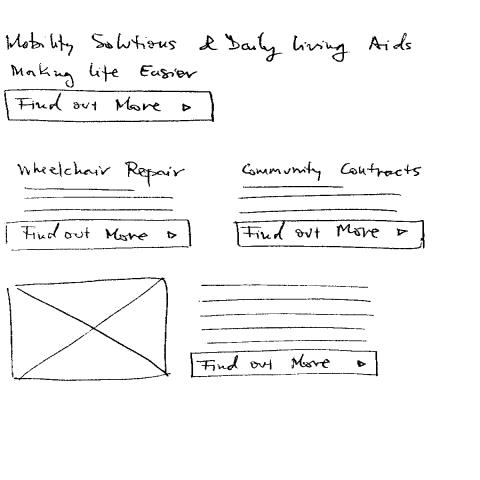 Mobility Solutions & Daily Living Aids
Making Life Easier
Find out More ▷
Wheelchair Repair
Community Contracts
Find out More ▷
Find out More ▷
Find out More ▷